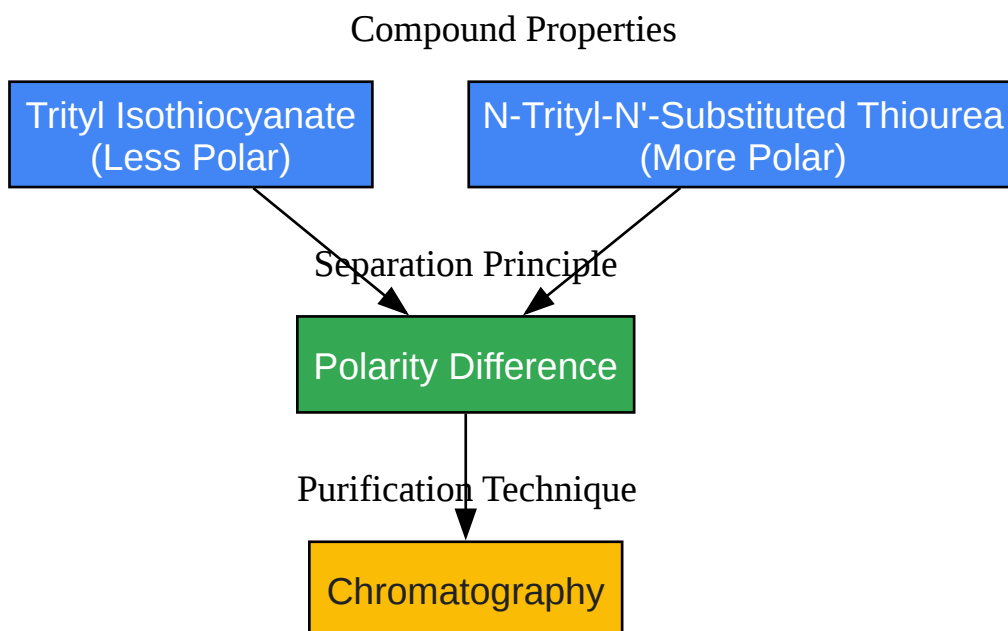 Compound Properties
Trityl Isothiocyanate
(Less Polar)
N-Trityl-N'-Substituted Thiourea
(More Polar)
Separation Principle
Polarity Difference
Purification Technique
Chromatography